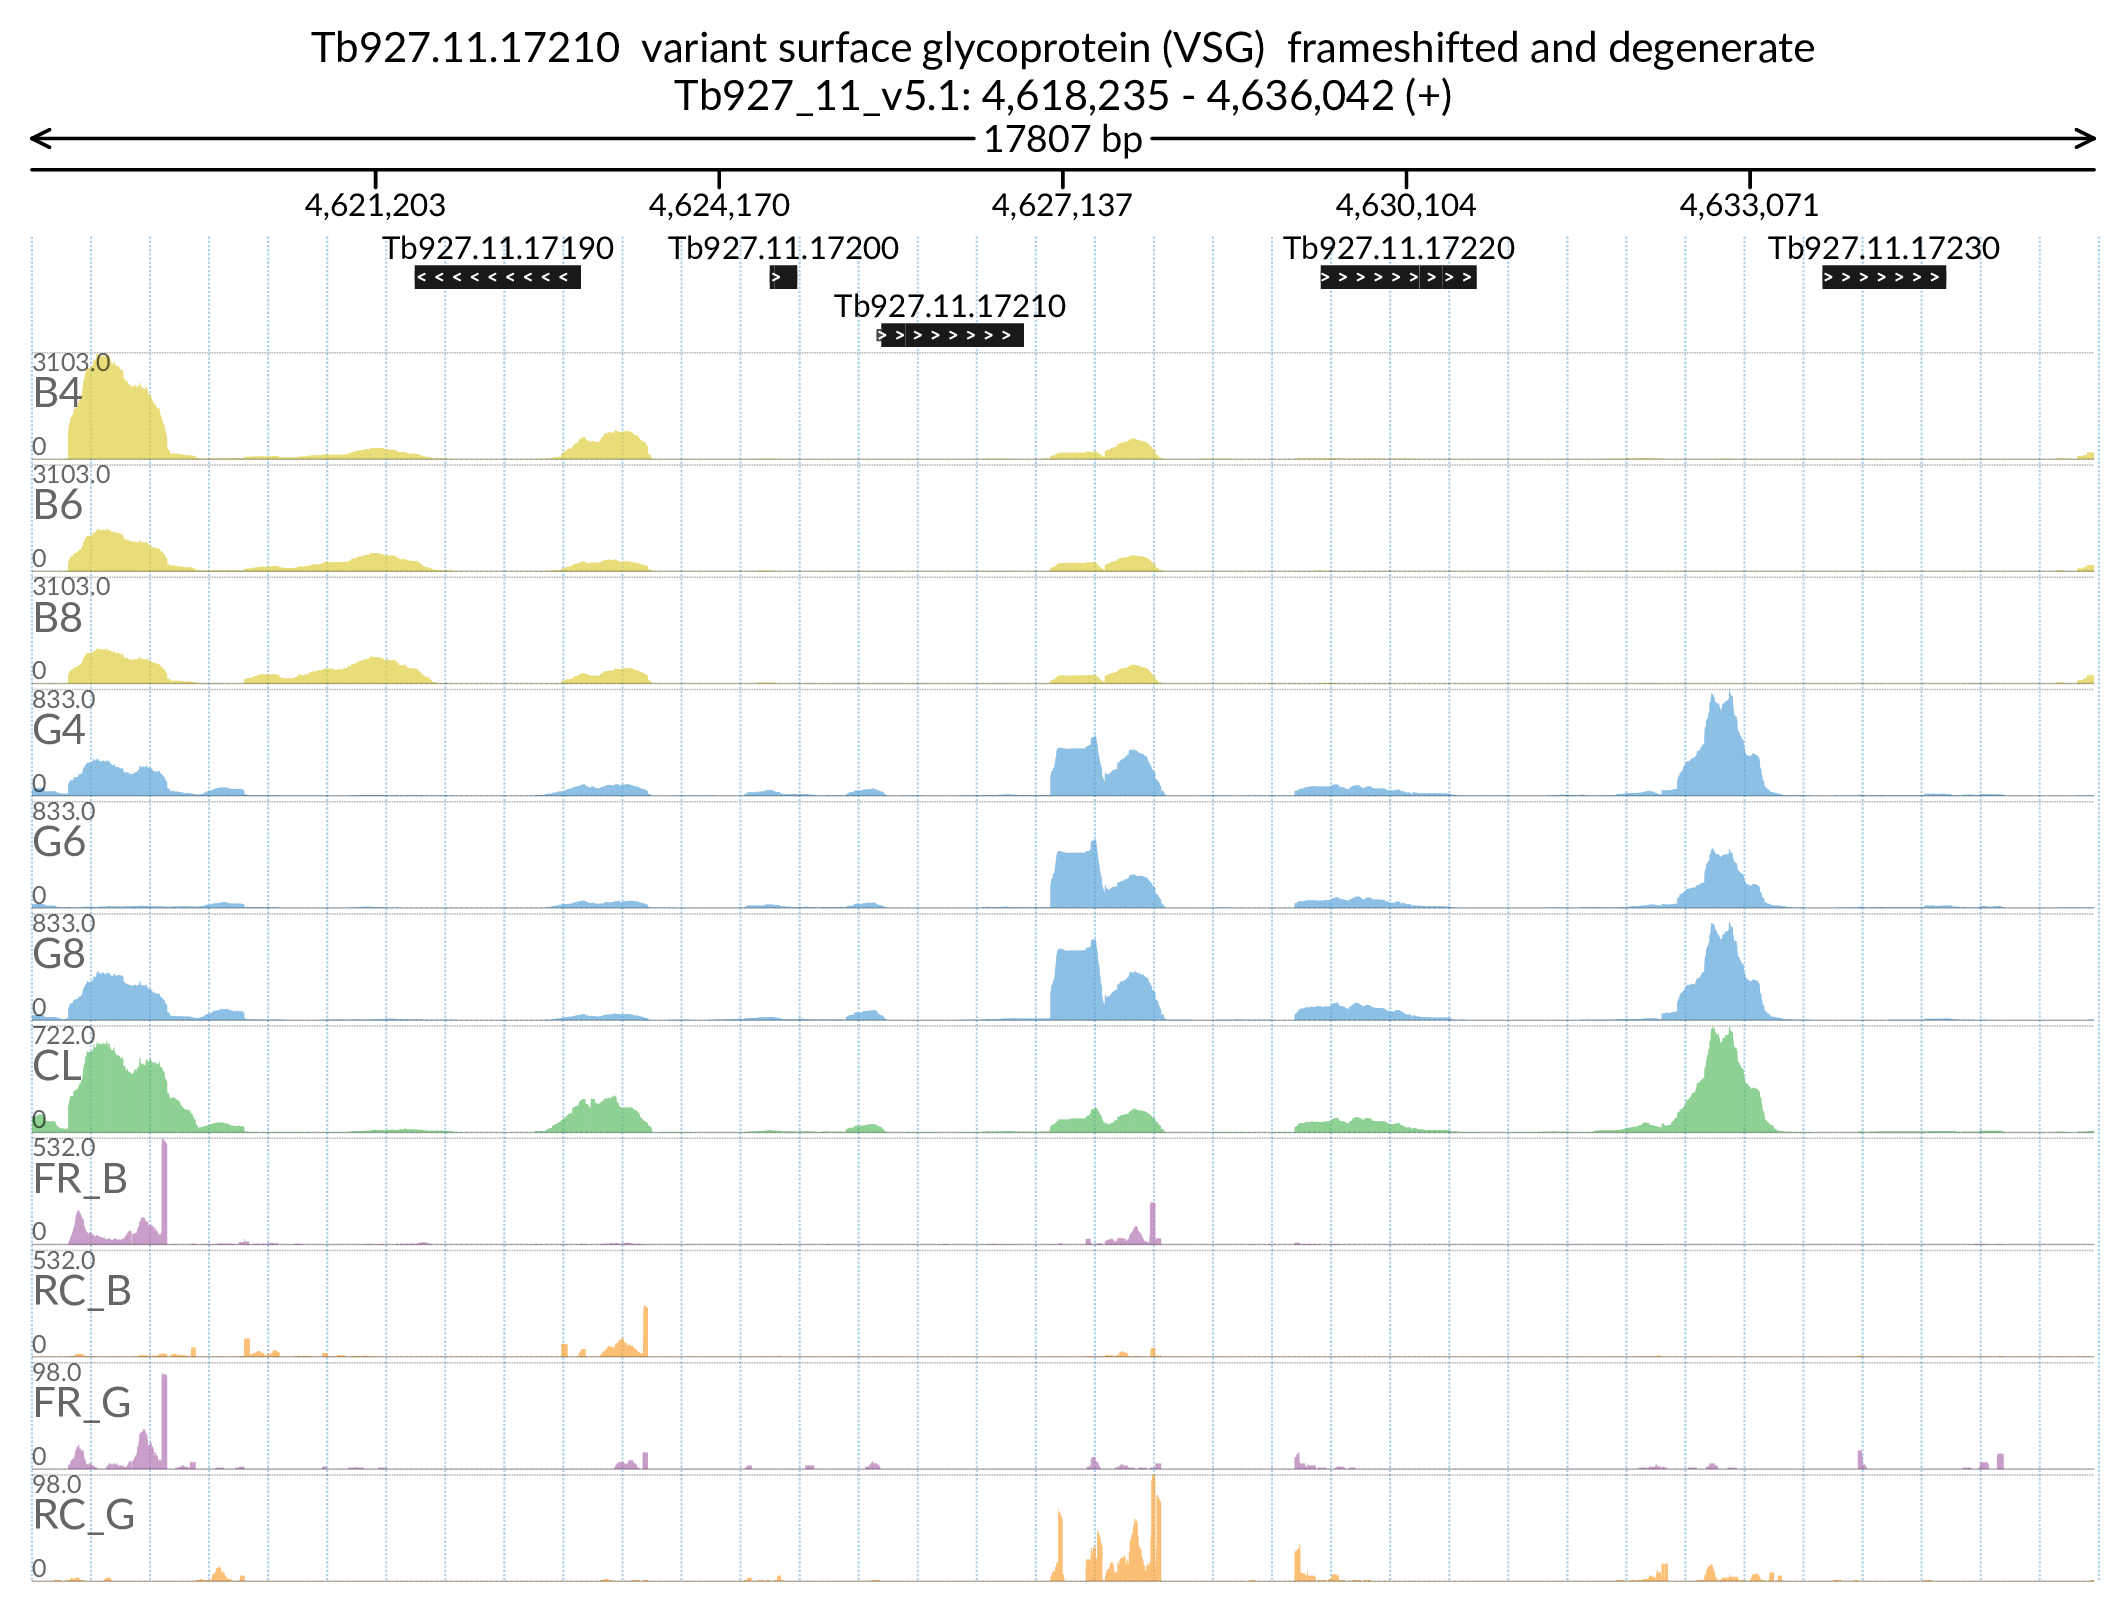 Tb927.11.17210  variant surface glycoprotein (VSG)  frameshifted and degenerate
Tb927_11_v5.1: 4,618,235 - 4,636,042 (+)
17807 bp
4,621,203 4,624,170 4,627,137 4,630,104 4,633,071
Tb927.11.17190 Tb927.11.17200 Tb927.11.17220 Tb927.11.17230
Tb927.11.17210
3103.0
B4
0
3103.0
B6
0
3103.0
B8
0
833.0
G4
0
833.0
G6
0
833.0
G8
0
722.0
CL
0
532.0
FR_B
0
532.0
RC_B
0
98.0
FR_G
0
98.0
RC_G
0